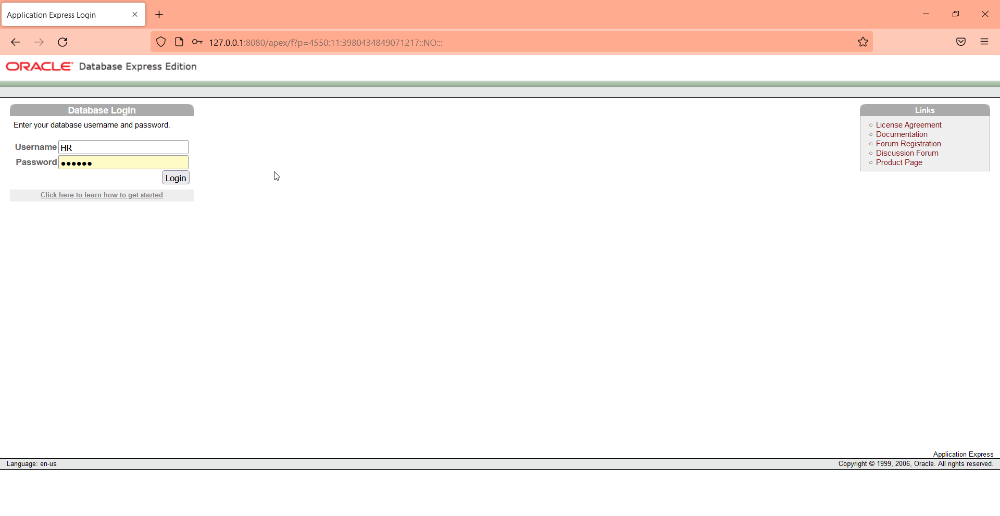 Application Express Login
127.0.0.1:8080/apex/f?p=4550:11:3980434849071217::NO:::
ORACLE Database Express Edition
Database Login
Enter your database username and password.
Username HR
Password ●●●●●●
Login
Click here to learn how to get started
Links
License Agreement
Documentation
Forum Registration
Discussion Forum
Product Page
Application Express
Language: en-us
Copyright © 1999, 2006, Oracle. All rights reserved.